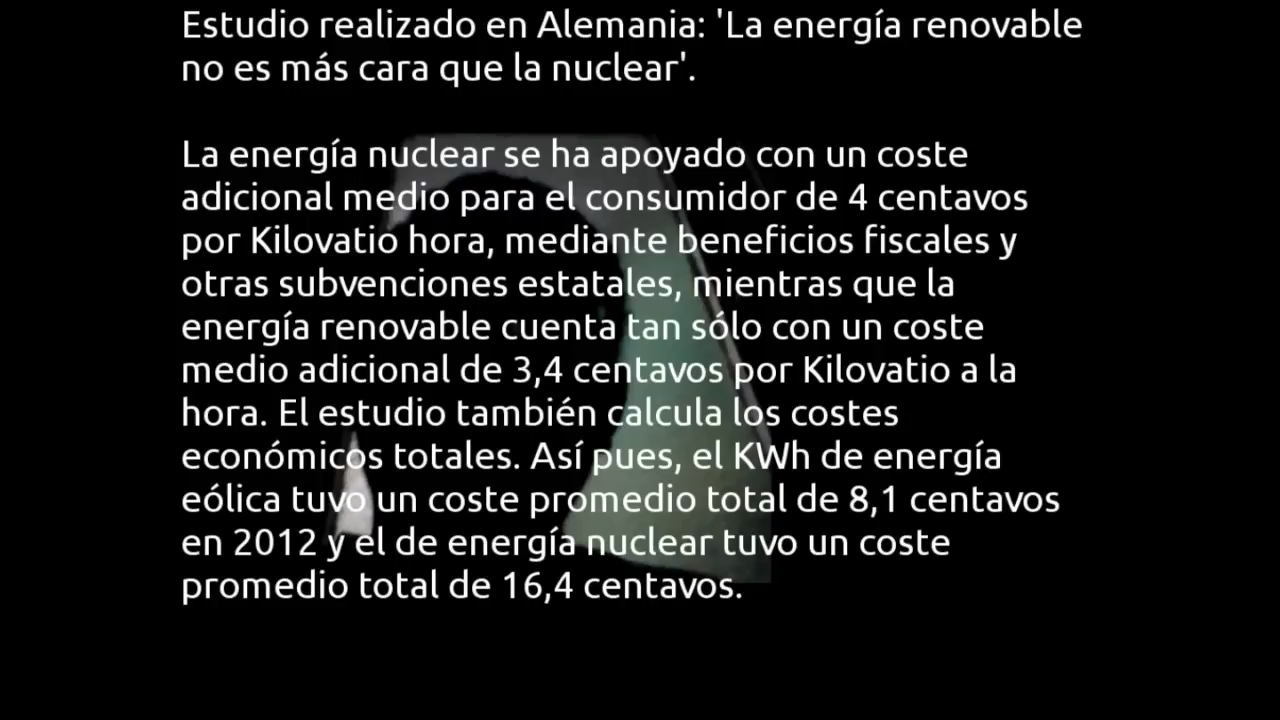 Estudio realizado en Alemania: 'La energía renovable
no es más cara que la nuclear'.
La energía nuclear se ha apoyado con un coste
adicional medio para el consumidor de 4 centavos
por Kilovatio hora, mediante beneficios fiscales y
otras subvenciones estatales, mientras que la
energía renovable cuenta tan sólo con un coste
medio adicional de 3,4 centavos por Kilovatio a la
hora. El estudio también calcula los costes
económicos totales. Así pues, el KWh de energía
eólica tuvo un coste promedio total de 8,1 centavos
en 2012 y el de energía nuclear tuvo un coste
promedio total de 16,4 centavos.